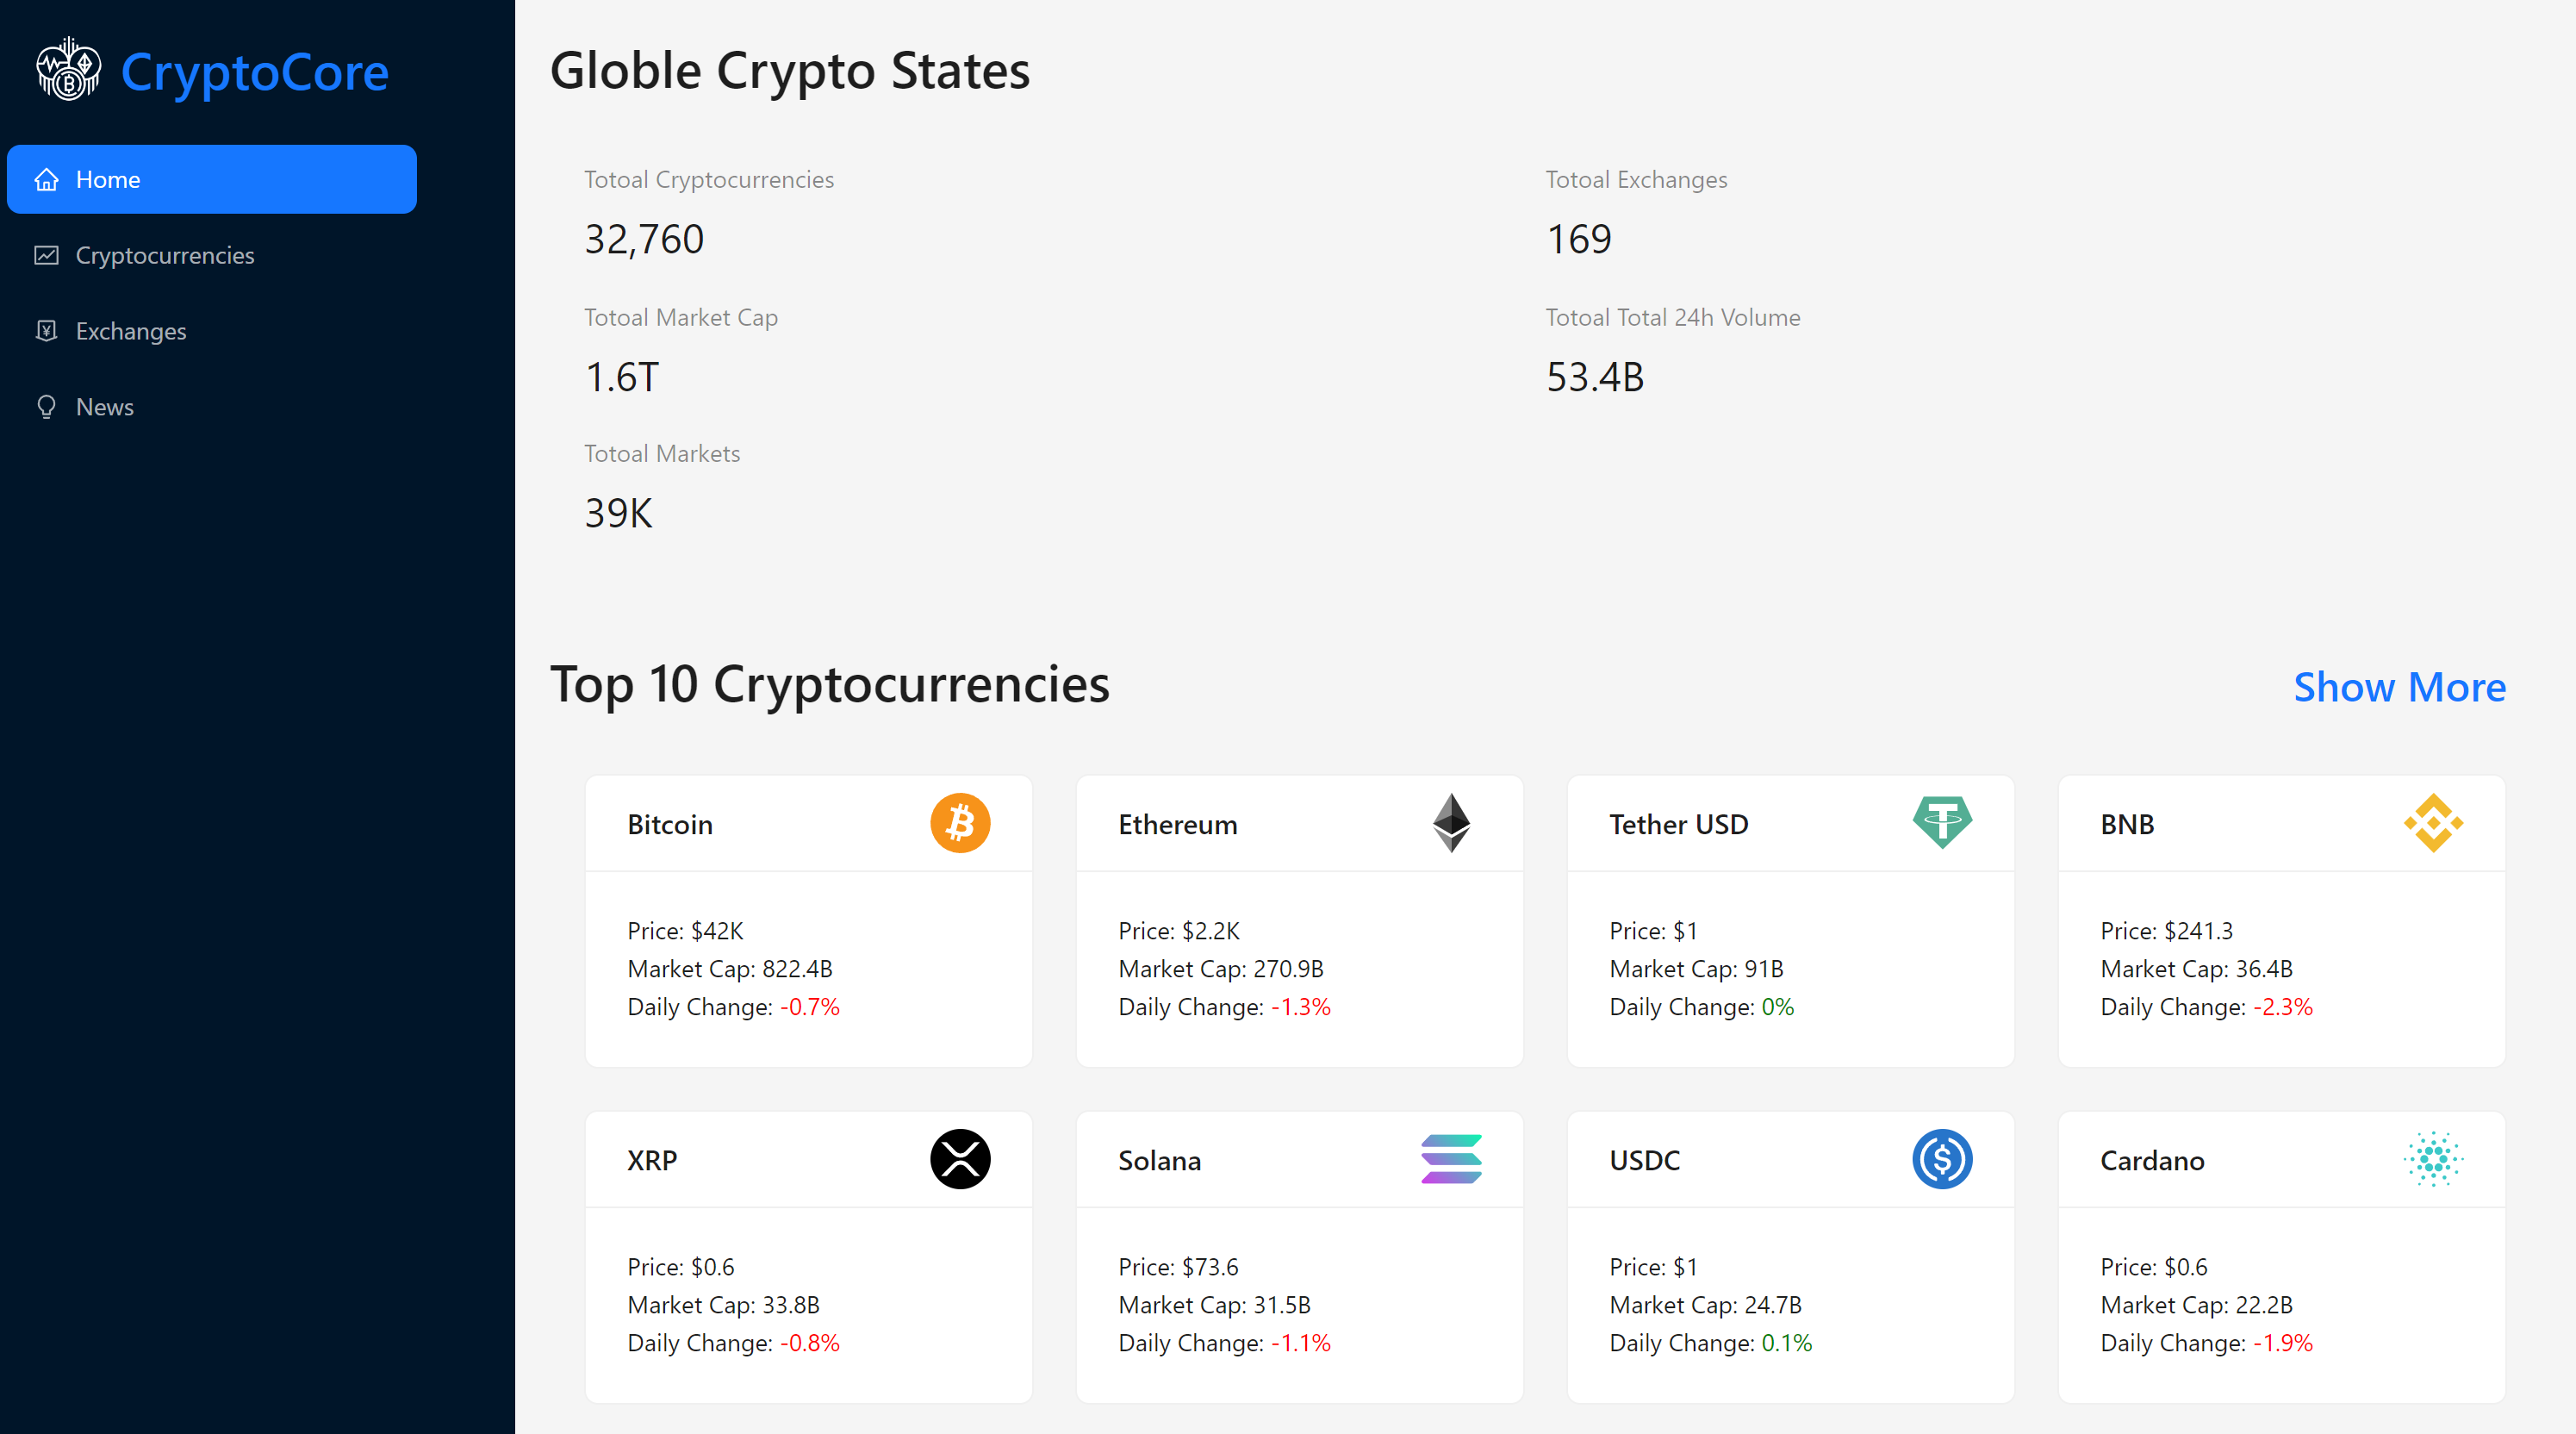 CryptoCore
Home
Cryptocurrencies
Exchanges
News
Globle Crypto States
Totoal Cryptocurrencies
32,760
Totoal Exchanges
169
Totoal Market Cap
1.6T
Totoal Total 24h Volume
53.4B
Totoal Markets
39K
Top 10 Cryptocurrencies
Show More
Bitcoin
Price: $42K
Market Cap: 822.4B
Daily Change: -0.7%
Ethereum
Price: $2.2K
Market Cap: 270.9B
Daily Change: -1.3%
Tether USD
Price: $1
Market Cap: 91B
Daily Change: 0%
BNB
Price: $241.3
Market Cap: 36.4B
Daily Change: -2.3%
XRP
Price: $0.6
Market Cap: 33.8B
Daily Change: -0.8%
Solana
Price: $73.6
Market Cap: 31.5B
Daily Change: -1.1%
USDC
Price: $1
Market Cap: 24.7B
Daily Change: 0.1%
Cardano
Price: $0.6
Market Cap: 22.2B
Daily Change: -1.9%